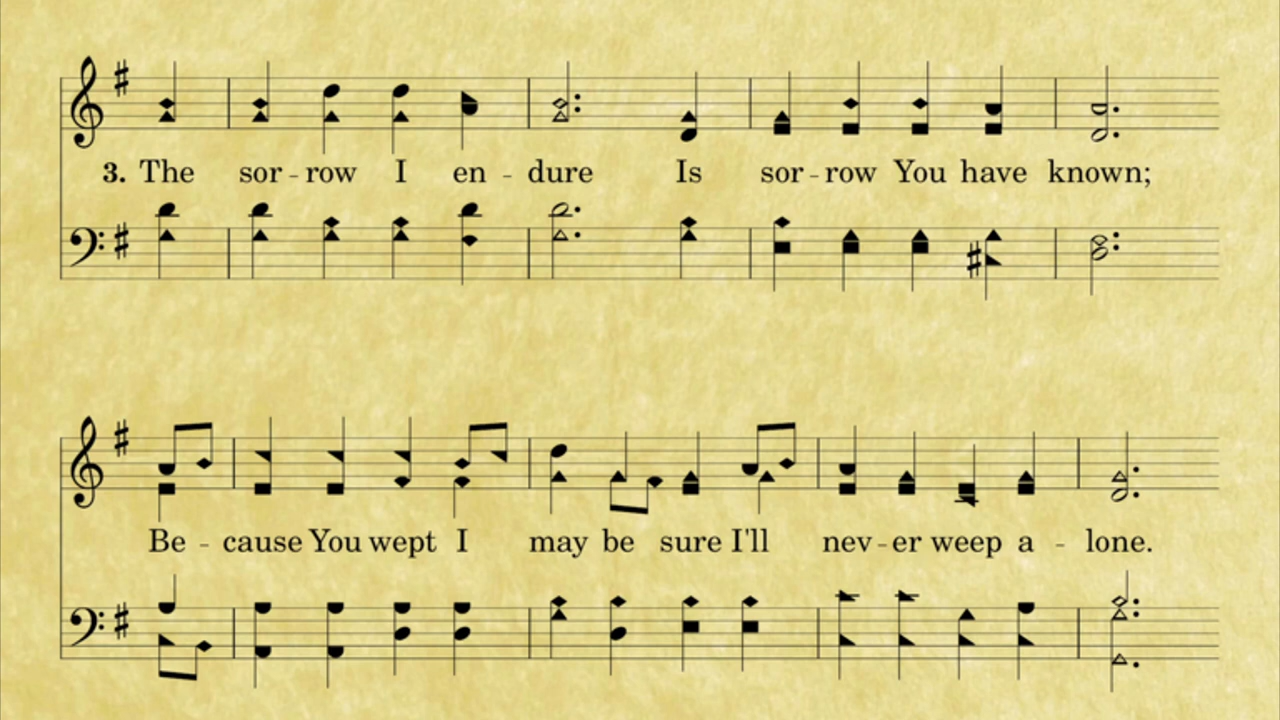 3. The sor - row I en - dure Is sor - row You have known;
Be - cause You wept I may be sure I'll nev - er weep a - lone.